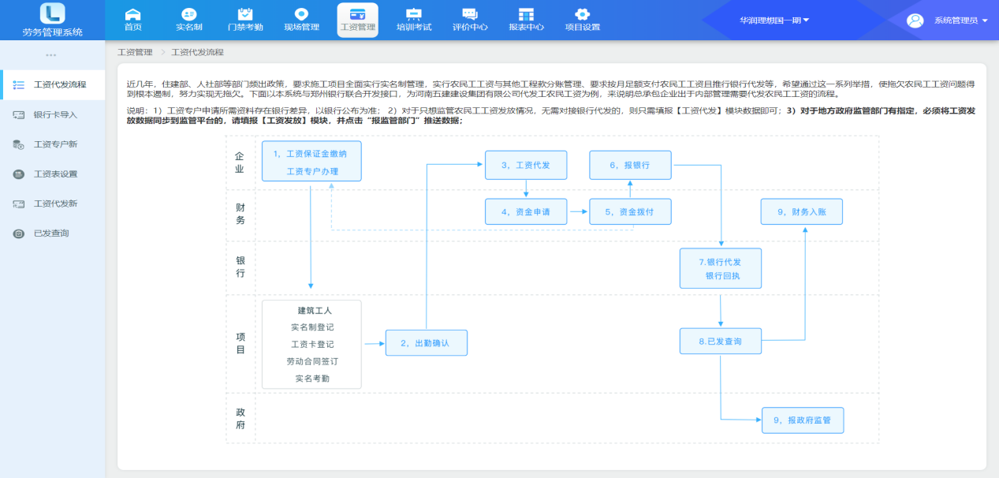 劳务管理系统
首页
实名制
门禁考勤
现场管理
工资管理
培训考试
评价中心
报表中心
项目设置
华润理想国一期
系统管理员
...
工资代发流程
银行卡导入
工资专户新
工资表设置
工资代发新
已发查询
工资管理 > 工资代发流程
近几年，住建部、人社部等部门频出政策，要求施工项目全面实行实名制管理，实行农民工工资与其他工程款分账管理、要求按月足额支付农民工工资且推行银行代发等，希望通过这一系列举措，使拖欠农民工工资问题得
到根本遏制，努力实现无拖欠。下面以本系统与郑州银行联合开发接口，为河南五建建设集团有限公司代发工农民工资为例，来说明总承包企业出于内部管理需要代发农民工工资的流程。
说明：1）工资专户申请所需资料存在银行差异，以银行公布为准； 2）对于只想监管农民工工资发放情况，无需对接银行代发的，则只需填报【工资代发】模块数据即可；3）对于地方政府监管部门有指定，必须将工资发
放数据同步到监管平台的，请填报【工资发放】模块，并点击“报监管部门”推送数据；
企业
1，工资保证金缴纳
工资专户办理
3，工资代发
6，报银行
财务
4，资金申请
5，资金拨付
9，财务入账
银行
7.银行代发
银行回执
项目
建筑工人
实名制登记
工资卡登记
劳动合同签订
实名考勤
2，出勤确认
8.已发查询
政府
9，报政府监管